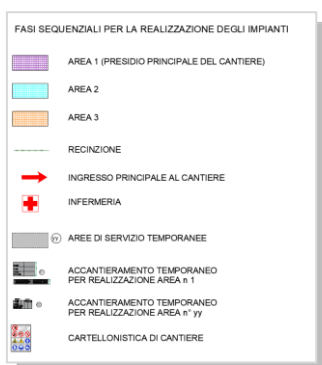 FASI SEQUENZIALI PER LA REALIZZAZIONE DEGLI IMPIANTI
AREA 1 (PRESIDIO PRINCIPALE DEL CANTIERE)
AREA 2
AREA 3
RECINZIONE
INGRESSO PRINCIPALE AL CANTIERE
INFERMERIA
yy AREE DI SERVIZIO TEMPORANEE
ACCANTIERAMENTO TEMPORANEO
PER REALIZZAZIONE AREA n 1
ACCANTIERAMENTO TEMPORANEO
PER REALIZZAZIONE AREA n° yy
CARTELLONISTICA DI CANTIERE